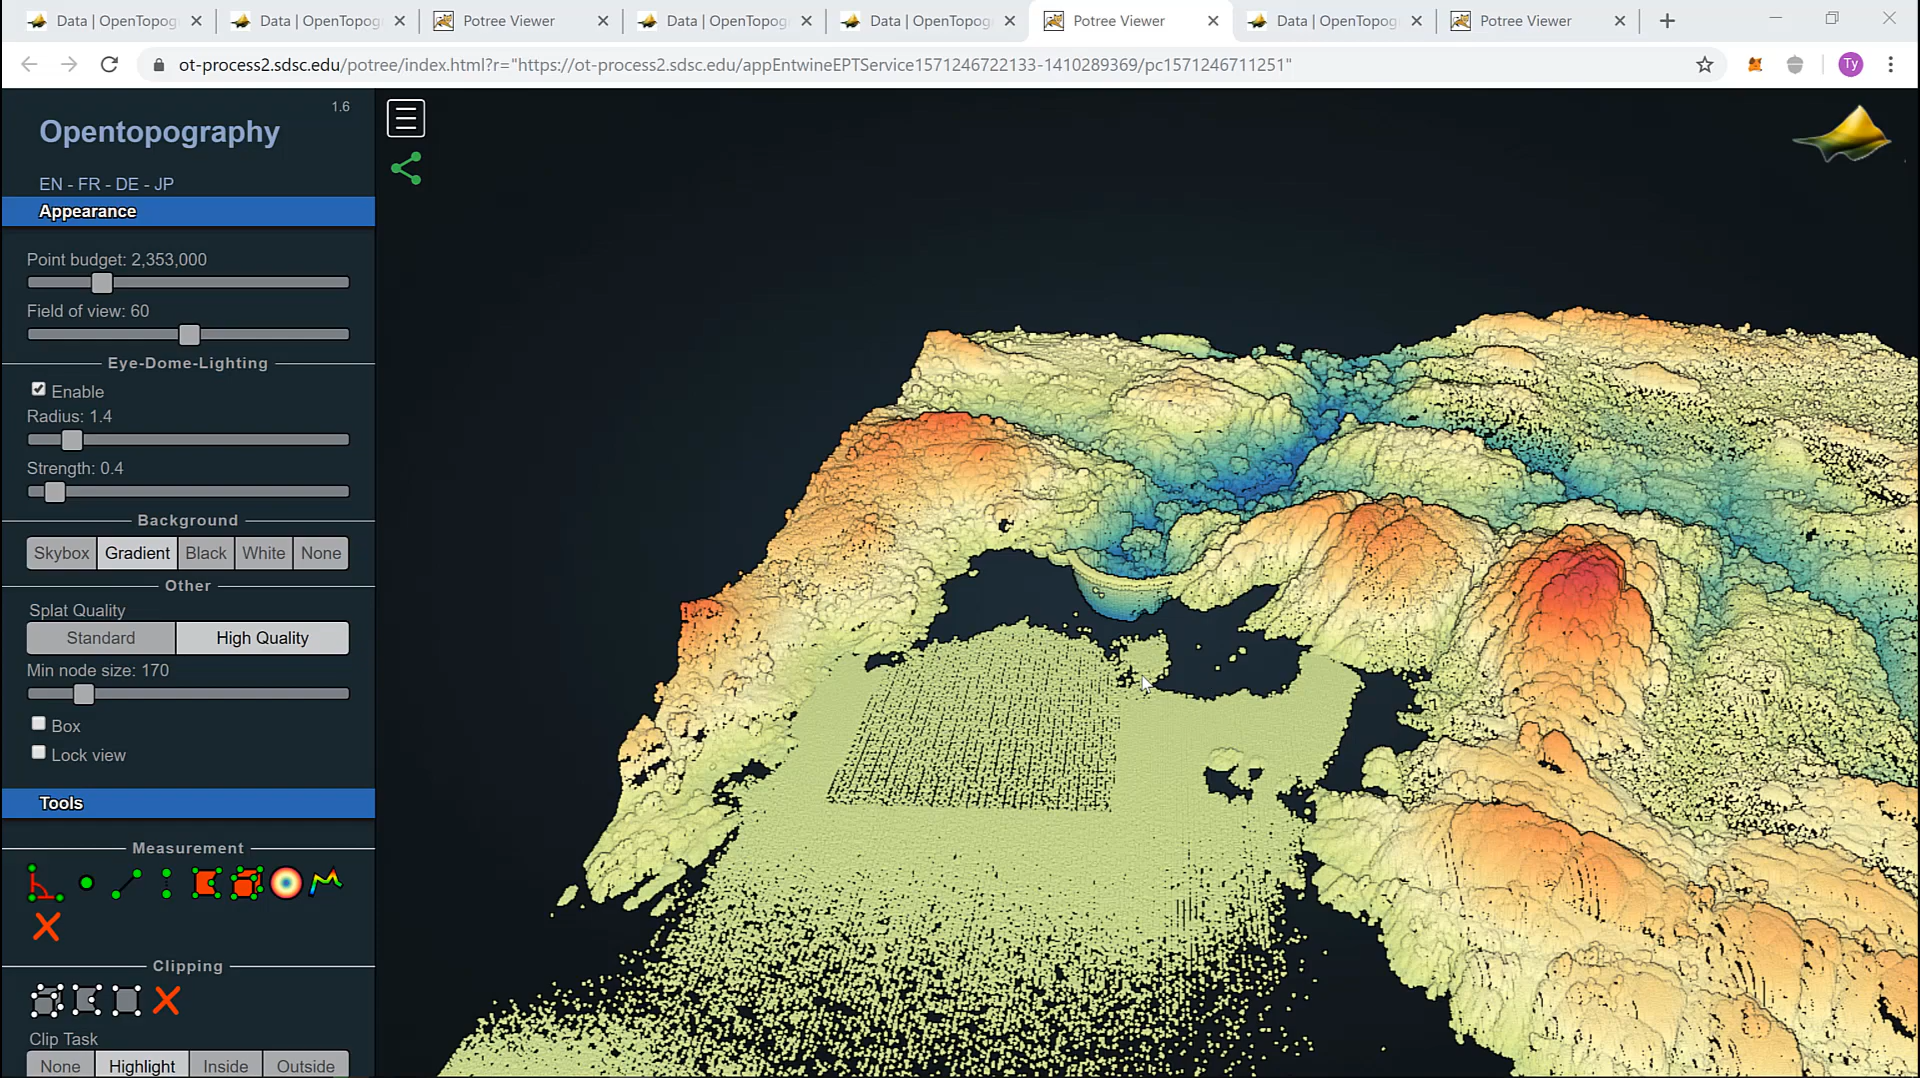 Data | OpenTopog
Data | OpenTopog
Potree Viewer
Data | OpenTopog
Data | OpenTopog
Potree Viewer
Data | OpenTopog
Potree Viewer
ot-process2.sdsc.edu/potree/index.html?r="https://ot-process2.sdsc.edu/appEntwineEPTService1571246722133-1410289369/pc1571246711251"
Ty
1.6
Opentopography
EN - FR - DE - JP
Appearance
Point budget: 2,353,000
Field of view: 60
Eye-Dome-Lighting
Enable
Radius: 1.4
Strength: 0.4
Background
Skybox Gradient Black White None
Other
Splat Quality
Standard High Quality
Min node size: 170
Box
Lock view
Tools
Measurement
Clipping
Clip Task
None Highlight Inside Outside